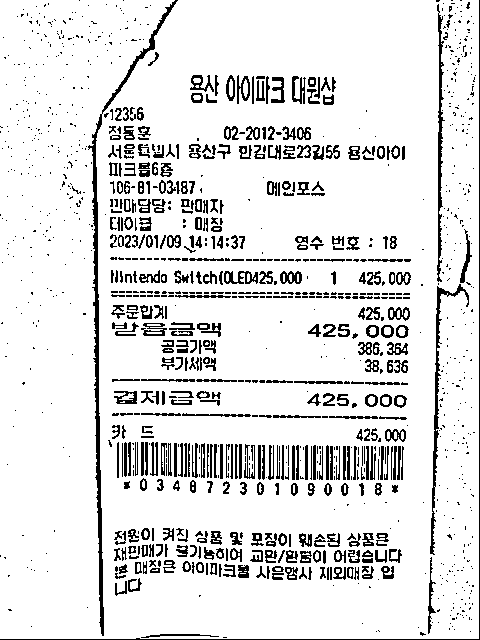 용산 아이파크 대원샵
12356
정동훈 02-2012-3406
서울특별시 용산구 한강대로23길55 용산아이
파크몰6층
106-81-03487 메인포스
판매담당: 판매자
테이블 : 매장
2023/01/09 14:14:37 영수 번호 : 18
Nintendo Switch(OLED425,000 1 425,000
주문합계 425,000
받을금액 425,000
공급가액 386,364
부가세액 38,636
결제금액 425,000
카 드 425,000
*034872301090018*
전원이 켜진 상품 및 포장이 훼손된 상품은
재판매가 불가능하여 교환/환불이 어렵습니다
본 매장은 아이파크몰 사은행사 제외매장 입
니다